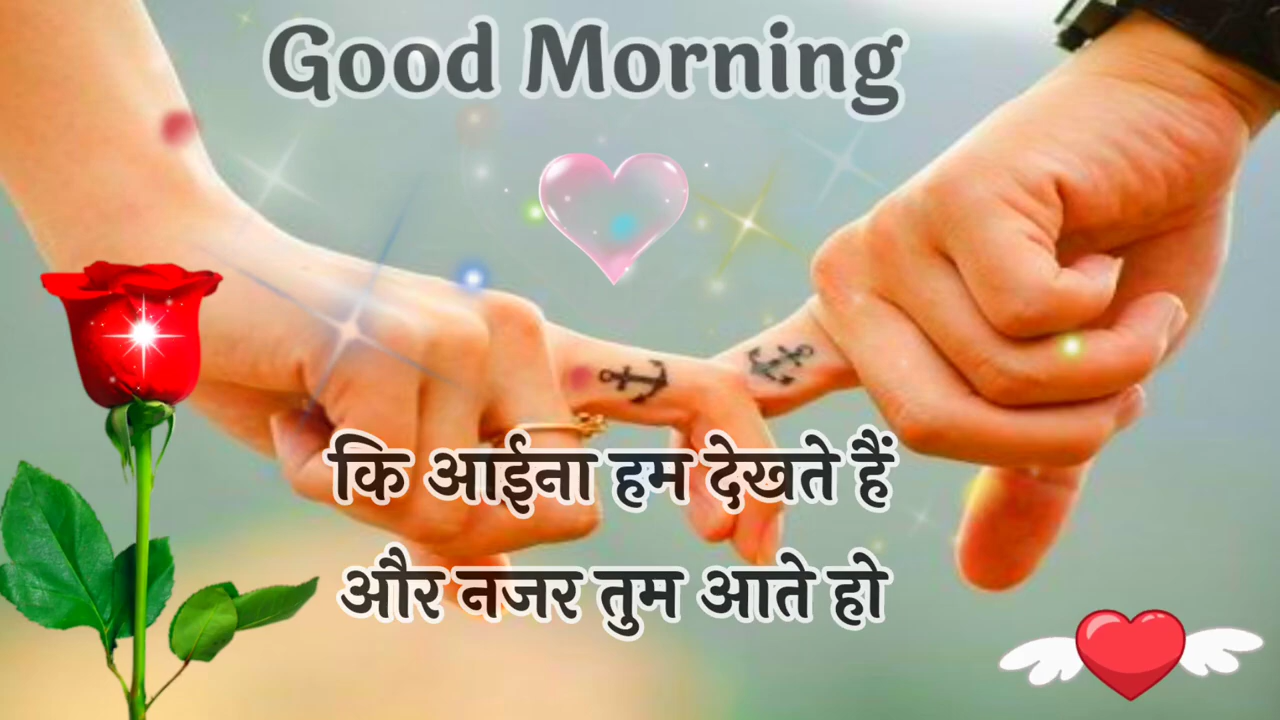 Good Morning
कि आईना हम देखते हैं
और नजर तुम आते हो